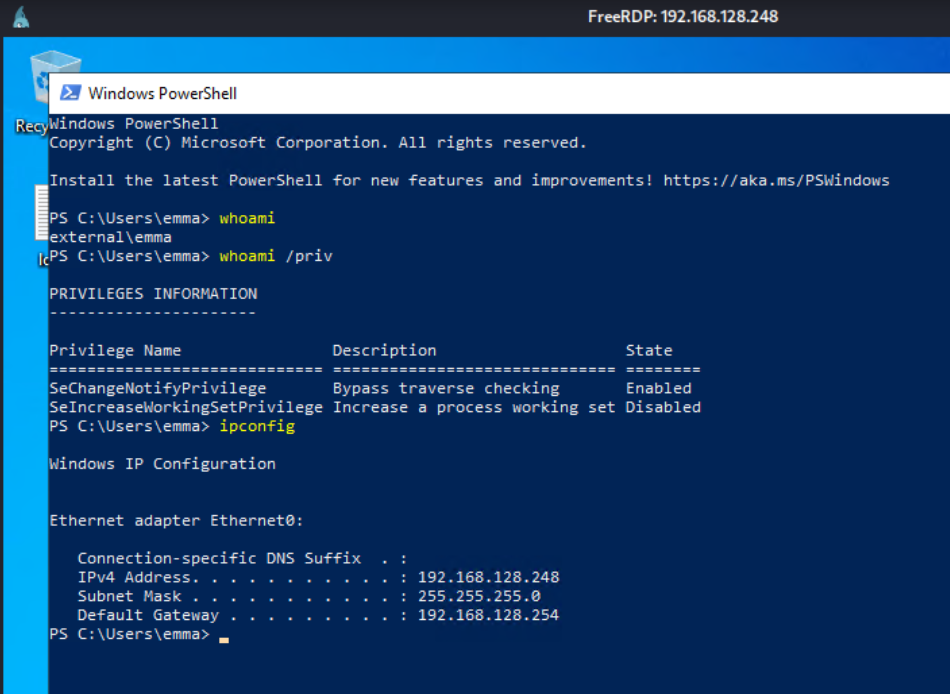 FreeRDP: 192.168.128.248
Windows PowerShell
Recy
Windows PowerShell
Copyright (C) Microsoft Corporation. All rights reserved.
Install the latest PowerShell for new features and improvements! https://aka.ms/PSWindows
PS C:\Users\emma> whoami
external\emma
PS C:\Users\emma> whoami /priv
PRIVILEGES INFORMATION
----------------------
Privilege Name                Description                    State
============================= ============================== ========
SeChangeNotifyPrivilege       Bypass traverse checking       Enabled
SeIncreaseWorkingSetPrivilege Increase a process working set Disabled
PS C:\Users\emma> ipconfig
Windows IP Configuration
Ethernet adapter Ethernet0:
   Connection-specific DNS Suffix  . :
   IPv4 Address. . . . . . . . . . . : 192.168.128.248
   Subnet Mask . . . . . . . . . . . : 255.255.255.0
   Default Gateway . . . . . . . . . : 192.168.128.254
PS C:\Users\emma>